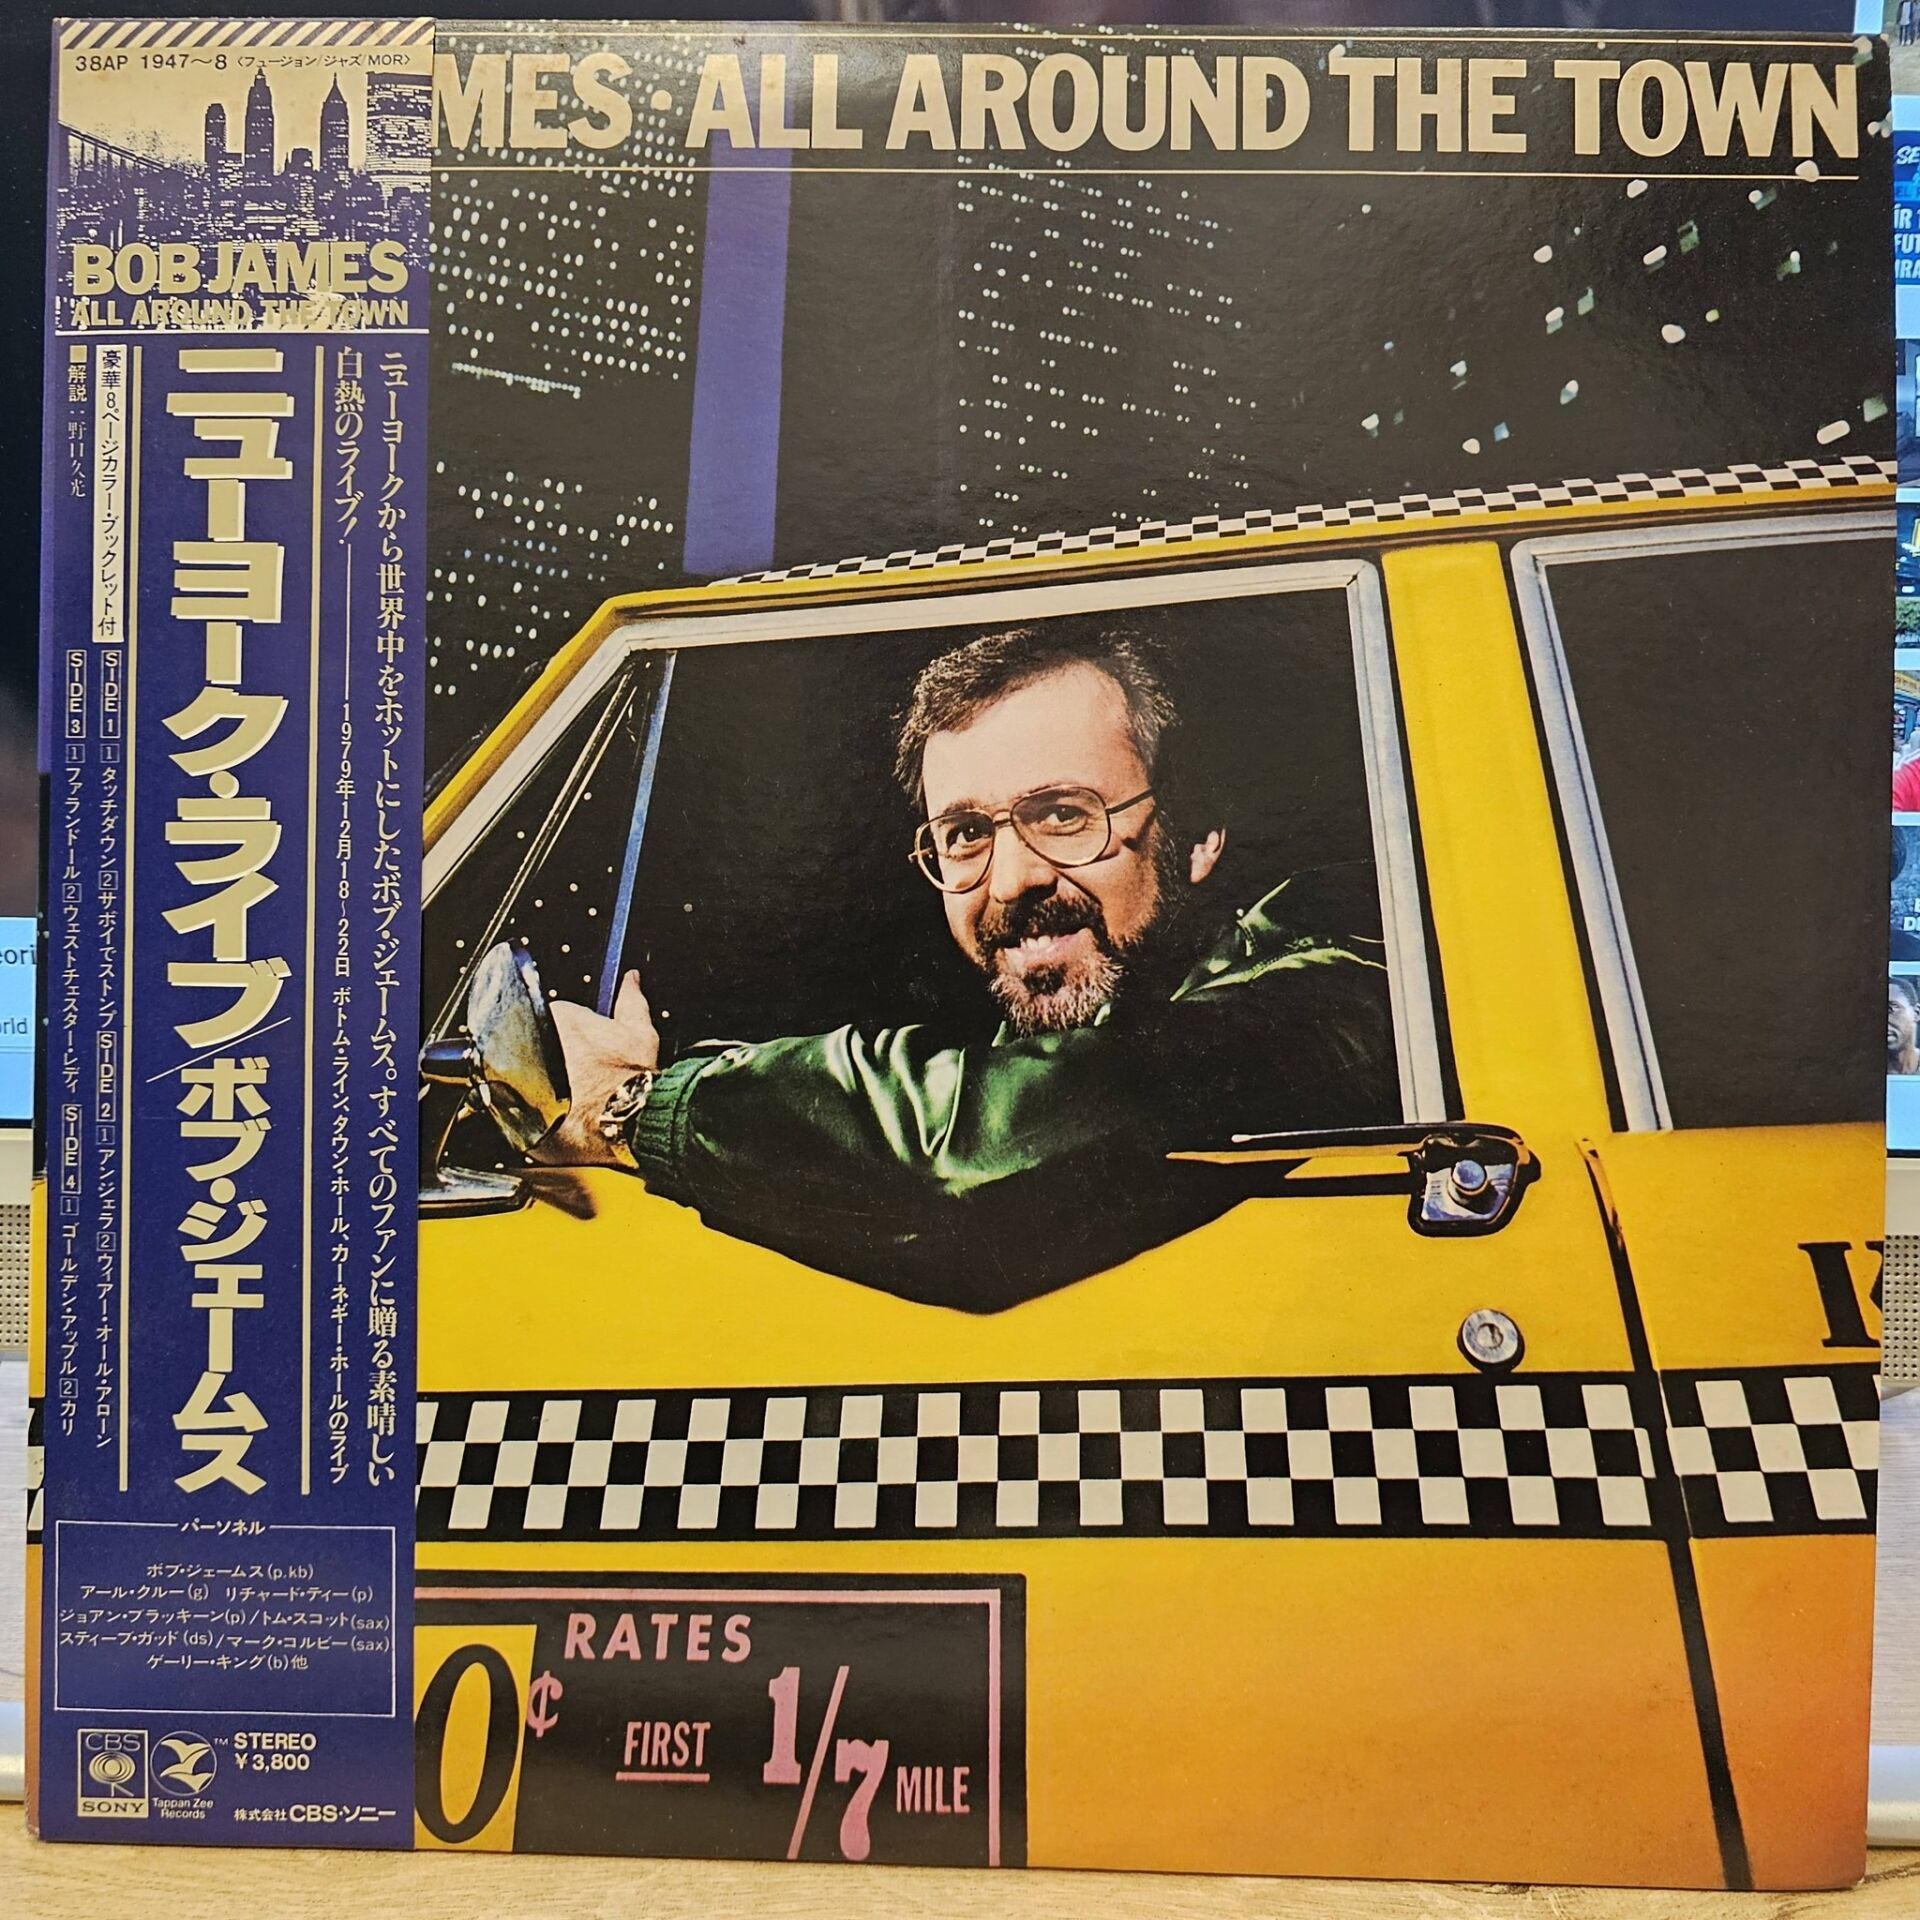 38AP 1947〜8 〈フュージョン/ジャズ/MOR〉
BOB JAMES
ALL AROUND THE TOWN
ニューヨークから世界中をホットにしたボブ・ジェームス。すべてのファンに贈る素晴しい
白熱のライブ!――1979年12月18〜22日 ボトム・ライン、タウン・ホール、カーネギー・ホールのライブ
ニューヨーク・ライブ/ボブ・ジェームス
豪華8ページカラー・ブックレット付
SIDE 1 1 タッチダウン 2 サボイでストンプ SIDE 2 1 アンジェラ 2 ウィアー・オール・アローン
■解説:野口久光
SIDE 3 1 ファランドール 2 ウェストチェスター・レディ SIDE 4 1 ゴールデン・アップル 2 カリ
パーソネル
ボブ・ジェームス(p.kb)
アール・クルー(g) リチャード・ティー(p)
ジョアン・ブラッキーン(p)/トム・スコット(sax)
スティーブ・ガッド(ds)/マーク・コルビー(sax)
ゲーリー・キング(b)他
CBS
SONY
Tappan Zee
Records
TM
STEREO
¥3,800
株式会社 CBS・ソニー
MES・ALL AROUND THE TOWN
RATES
0¢
FIRST 1/7 MILE